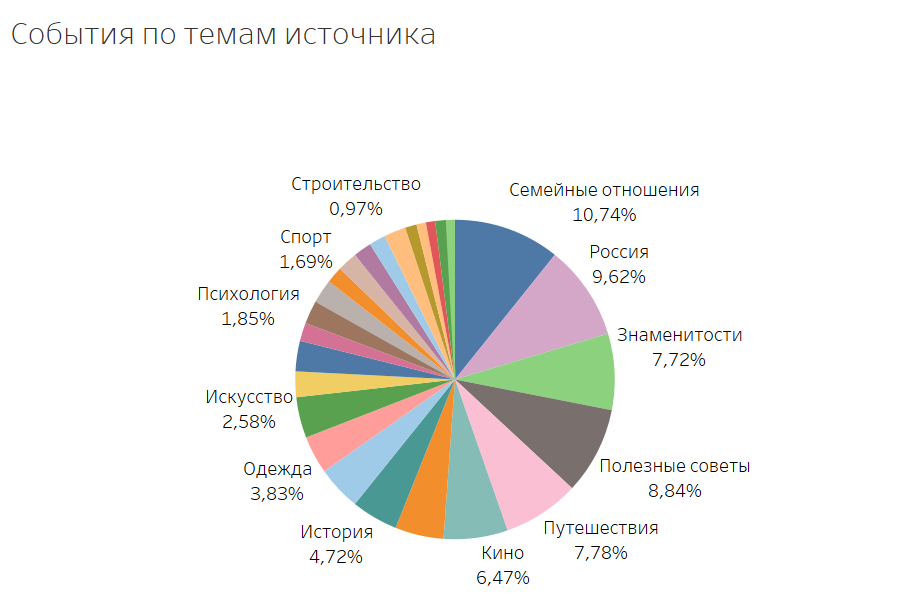 События по темам источника
Строительство
0,97%
Семейные отношения
10,74%
Спорт
1,69%
Россия
9,62%
Психология
1,85%
Знаменитости
7,72%
Искусство
2,58%
Одежда
3,83%
Полезные советы
8,84%
История
4,72%
Путешествия
7,78%
Кино
6,47%